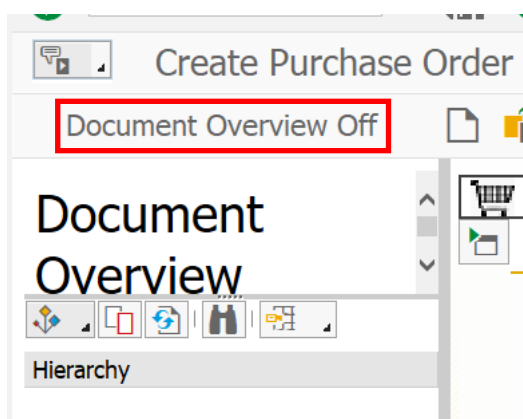 Create Purchase Order
Document Overview Off
Document
Overview
Hierarchy